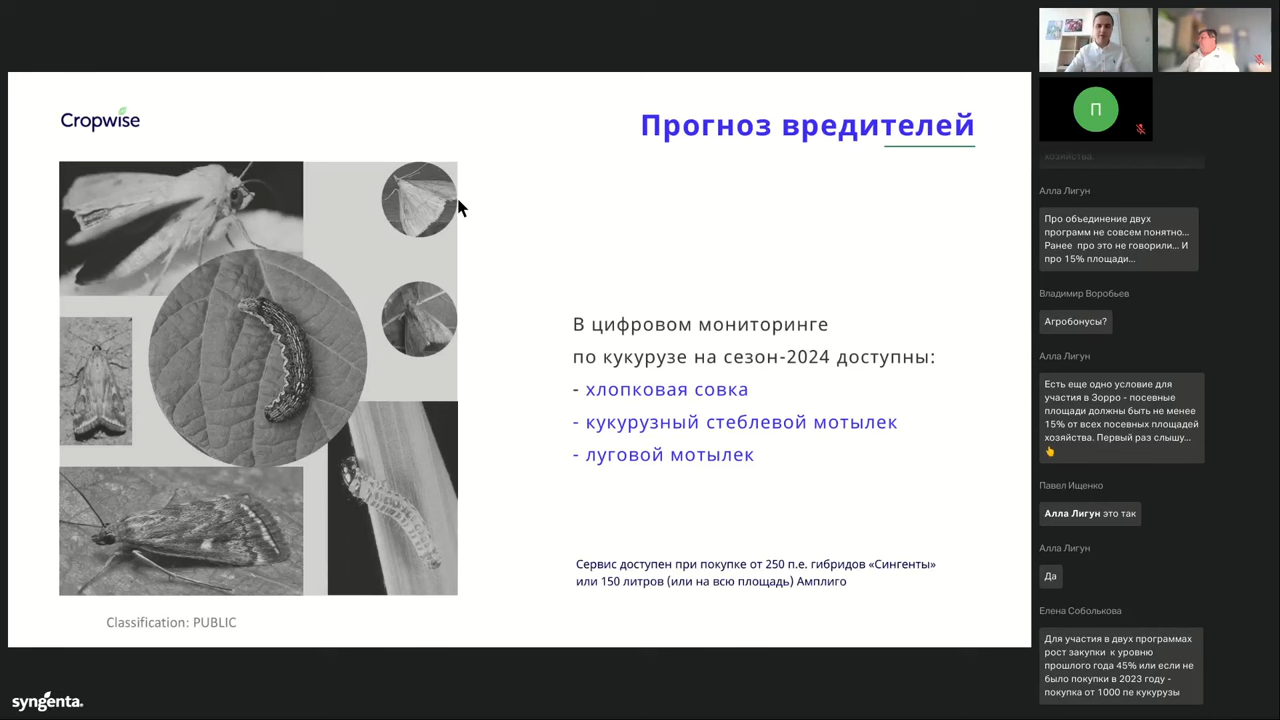 Cropwise
Прогноз вредителей
В цифровом мониторинге
по кукурузе на сезон-2024 доступны:
- хлопковая совка
- кукурузный стеблевой мотылек
- луговой мотылек
Сервис доступен при покупке от 250 п.е. гибридов «Сингенты»
или 150 литров (или на всю площадь) Амплиго
Classification: PUBLIC
syngenta.
П
хозяйства.
Алла Лигун
Про объединение двух
программ не совсем понятно...
Ранее про это не говорили... И
про 15% площади...
Владимир Воробьев
Агробонусы?
Алла Лигун
Есть еще одно условие для
участия в Зорро - посевные
площади должны быть не менее
15% от всех посевных площадей
хозяйства. Первый раз слышу...
👆
Павел Ищенко
Алла Лигун это так
Алла Лигун
Да
Елена Соболькова
Для участия в двух программах
рост закупки к уровню
прошлого года 45% или если не
было покупки в 2023 году -
покупка от 1000 пе кукурузы